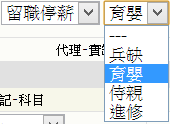 留職停薪 育嬰
---
代理-實
兵缺
育嬰
侍親
記-科目
進修